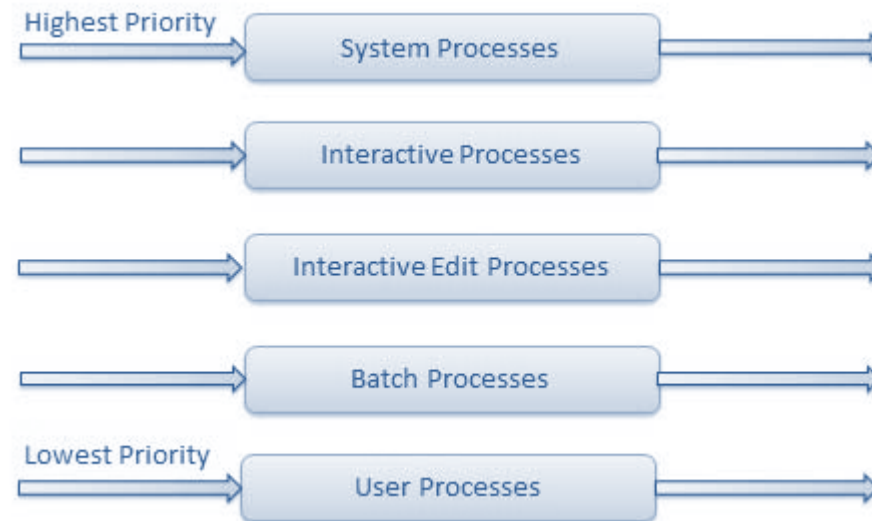 Highest Priority
System Processes
Interactive Processes
Interactive Edit Processes
Batch Processes
Lowest Priority
User Processes